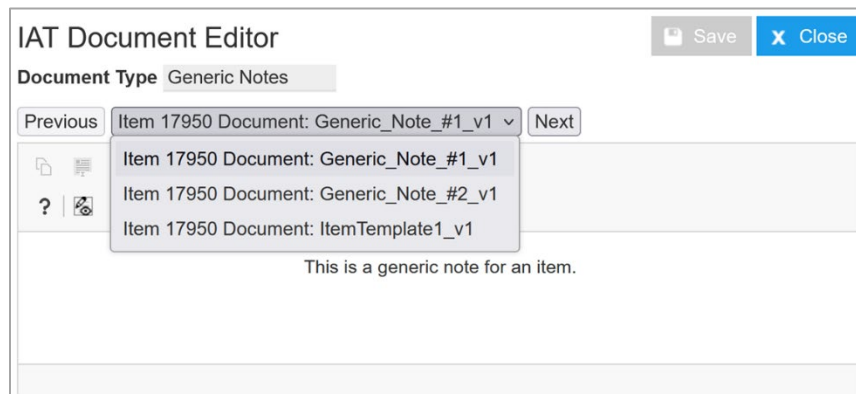 IAT Document Editor
Save
X Close
Document Type Generic Notes
Previous
Item 17950 Document: Generic_Note_#1_v1
Next
Item 17950 Document: Generic_Note_#1_v1
Item 17950 Document: Generic_Note_#2_v1
Item 17950 Document: ItemTemplate1_v1
?
This is a generic note for an item.